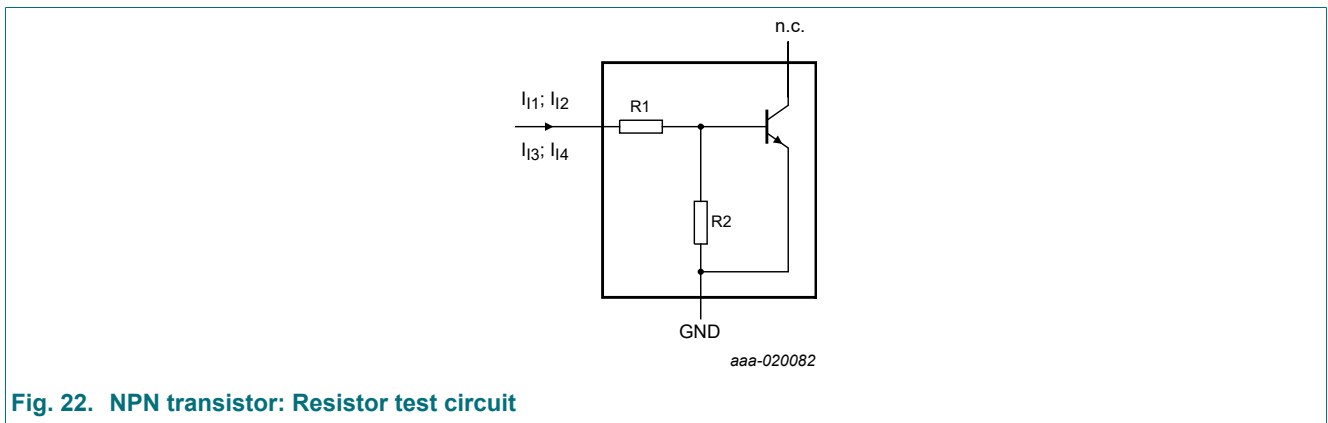 n.c.
I_I1; I_I2
R1
I_I3; I_I4
R2
GND
aaa-020082
Fig. 22. NPN transistor: Resistor test circuit